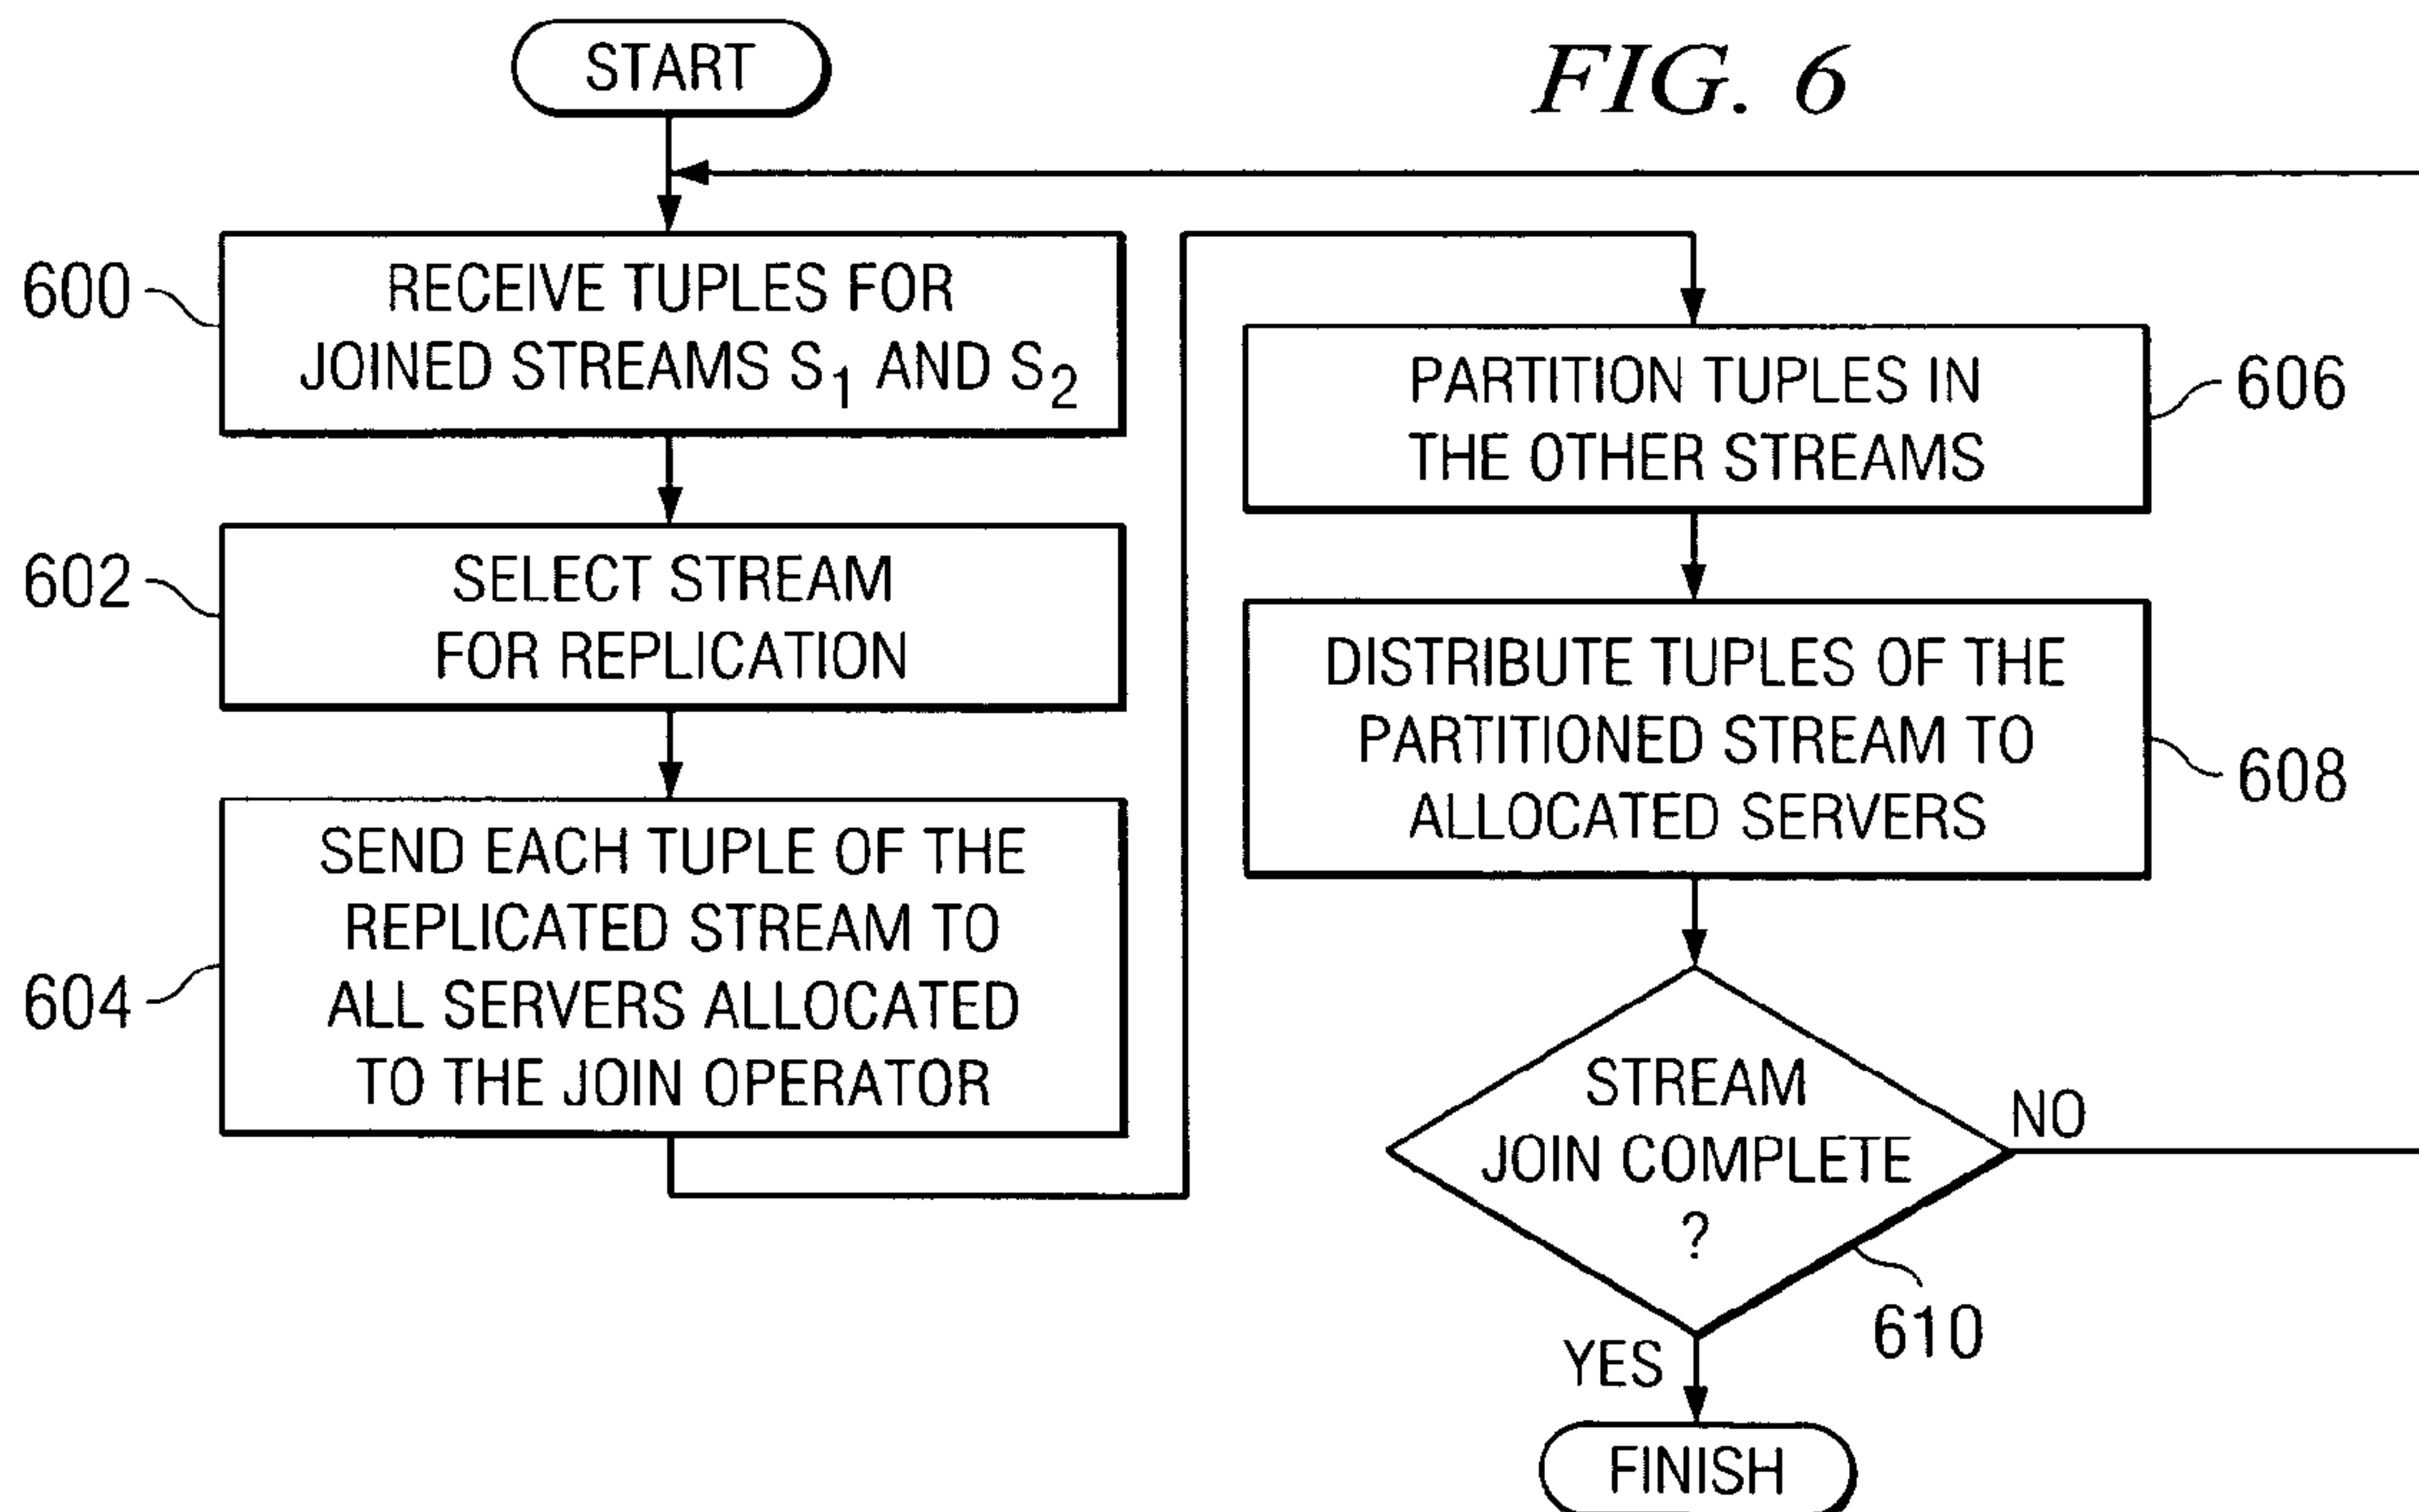 START
FIG. 6
600
RECEIVE TUPLES FOR
JOINED STREAMS S1 AND S2
602
SELECT STREAM
FOR REPLICATION
604
SEND EACH TUPLE OF THE
REPLICATED STREAM TO
ALL SERVERS ALLOCATED
TO THE JOIN OPERATOR
PARTITION TUPLES IN
THE OTHER STREAMS
606
DISTRIBUTE TUPLES OF THE
PARTITIONED STREAM TO
ALLOCATED SERVERS
608
STREAM
JOIN COMPLETE
?
NO
610
YES
FINISH